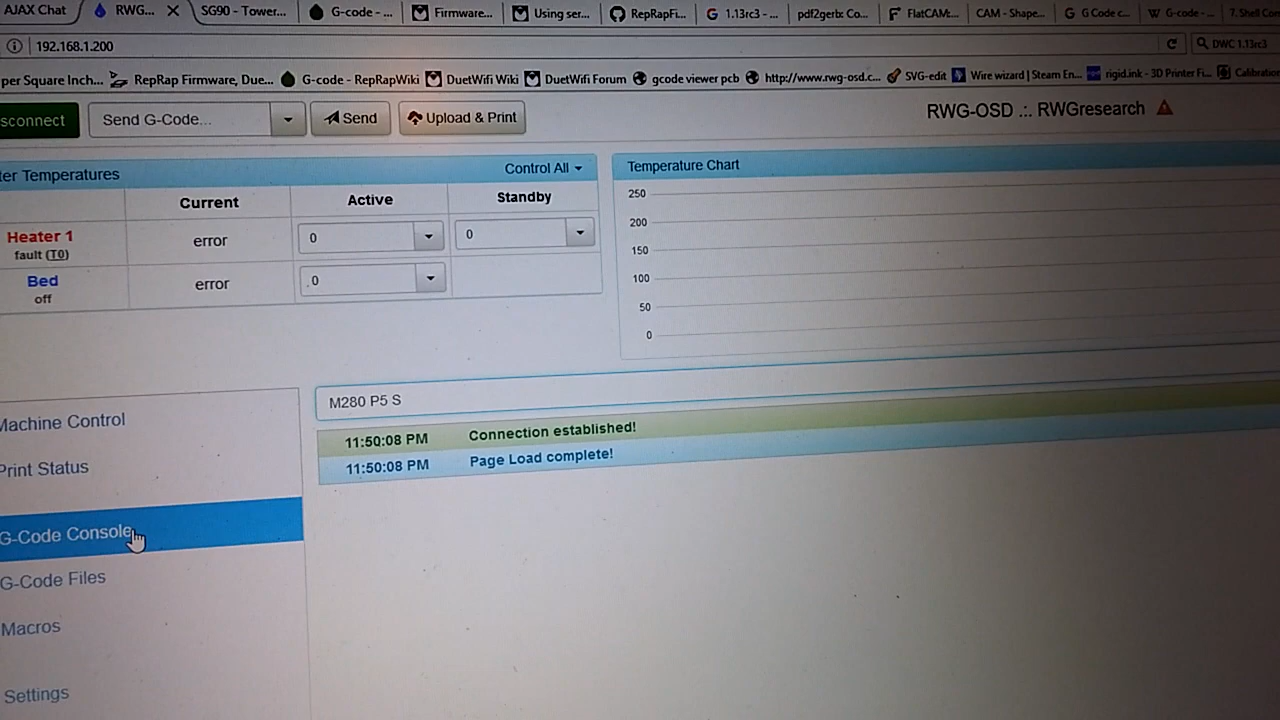 AJAX Chat RWG... SG90 - Tower... G-code - ... Firmware... Using ser... RepRapFi... 1.13rc3 - ... pdf2gerb: Co... FlatCAM:... CAM - Shape... G Code c... G-code - ... 7. Shell Co
192.168.1.200 DWC 1.13rc3
per Square Inch... RepRap Firmware, Due... G-code - RepRapWiki DuetWifi Wiki DuetWifi Forum gcode viewer pcb http://www.rwg-osd.c... SVG-edit Wire wizard | Steam En... rigid.ink - 3D Printer Fi... Calibratio
sconnect Send G-Code... Send Upload & Print RWG-OSD .:. RWGresearch
ter Temperatures Control All Temperature Chart
Current Active Standby
Heater 1 error 0 0
fault (T0)
Bed error 0
off
250
200
150
100
50
0
M280 P5 S
11:50:08 PM Connection established!
11:50:08 PM Page Load complete!
Machine Control
Print Status
G-Code Console
G-Code Files
Macros
Settings